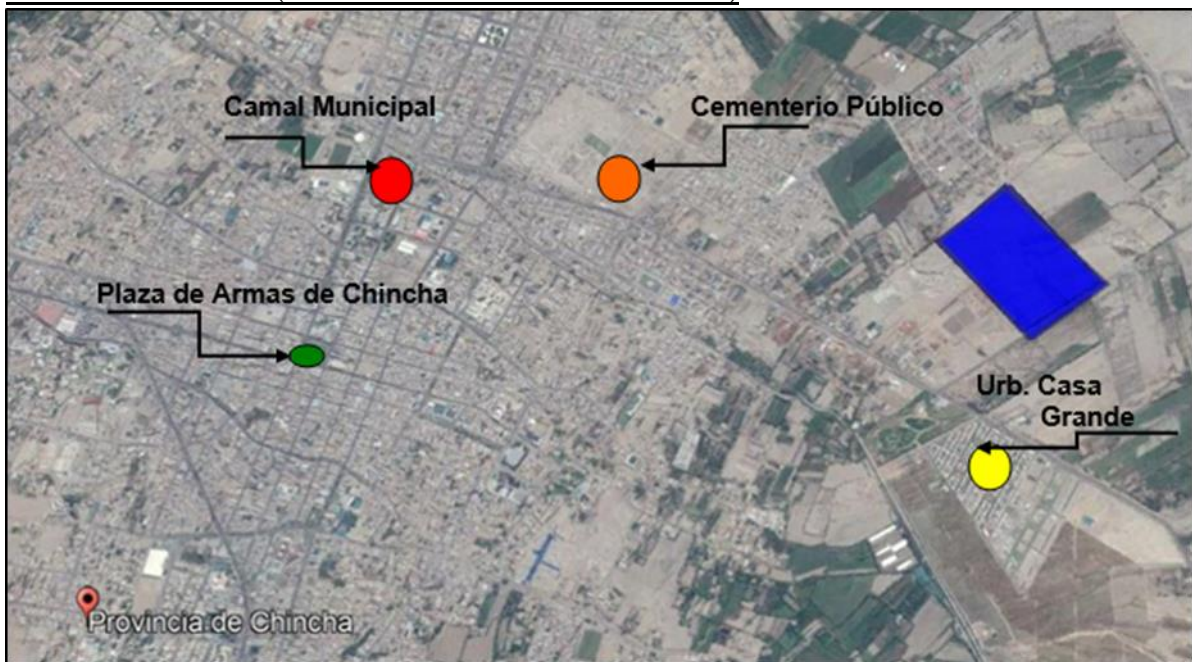 Camal Municipal
Cementerio Público
Plaza de Armas de Chincha
Urb. Casa
Grande
Provincia de Chincha